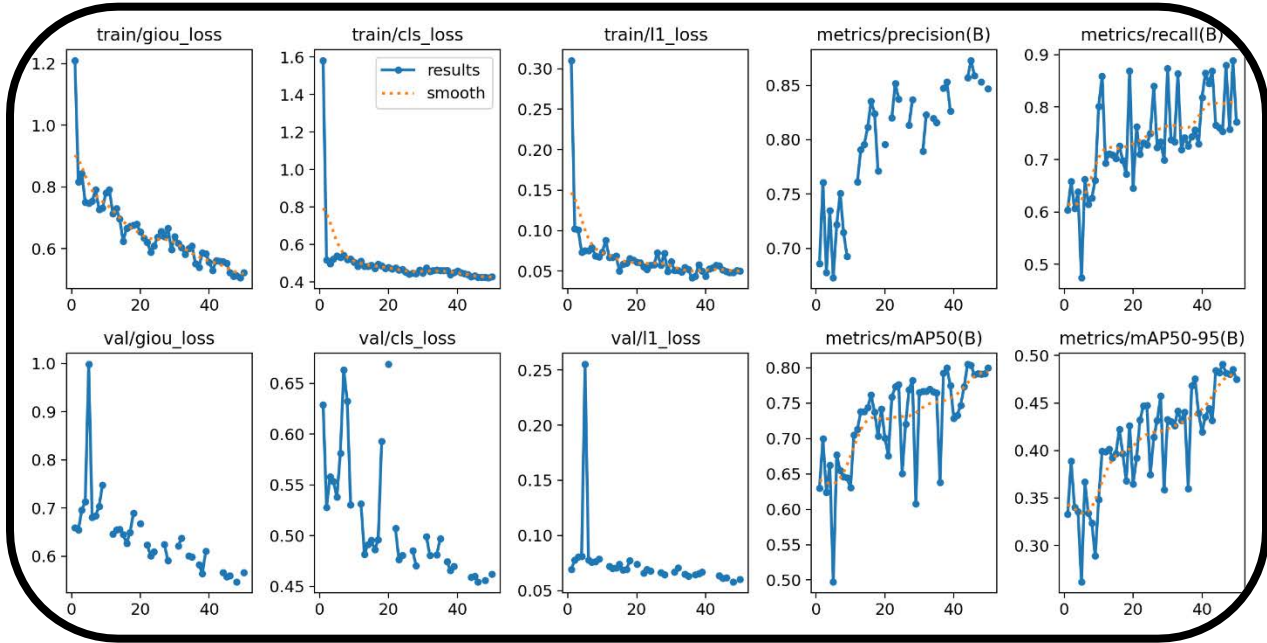 train/giou_loss
train/cls_loss
train/l1_loss
metrics/precision(B)
metrics/recall(B)
1.2
1.0
0.8
0.6
0 20 40
1.6
1.4
1.2
1.0
0.8
0.6
0.4
0 20 40
results
smooth
0.30
0.25
0.20
0.15
0.10
0.05
0 20 40
0.85
0.80
0.75
0.70
0 20 40
0.9
0.8
0.7
0.6
0.5
0 20 40
val/giou_loss
val/cls_loss
val/l1_loss
metrics/mAP50(B)
metrics/mAP50-95(B)
1.0
0.9
0.8
0.7
0.6
0 20 40
0.65
0.60
0.55
0.50
0.45
0 20 40
0.25
0.20
0.15
0.10
0.05
0 20 40
0.80
0.75
0.70
0.65
0.60
0.55
0.50
0 20 40
0.50
0.45
0.40
0.35
0.30
0 20 40